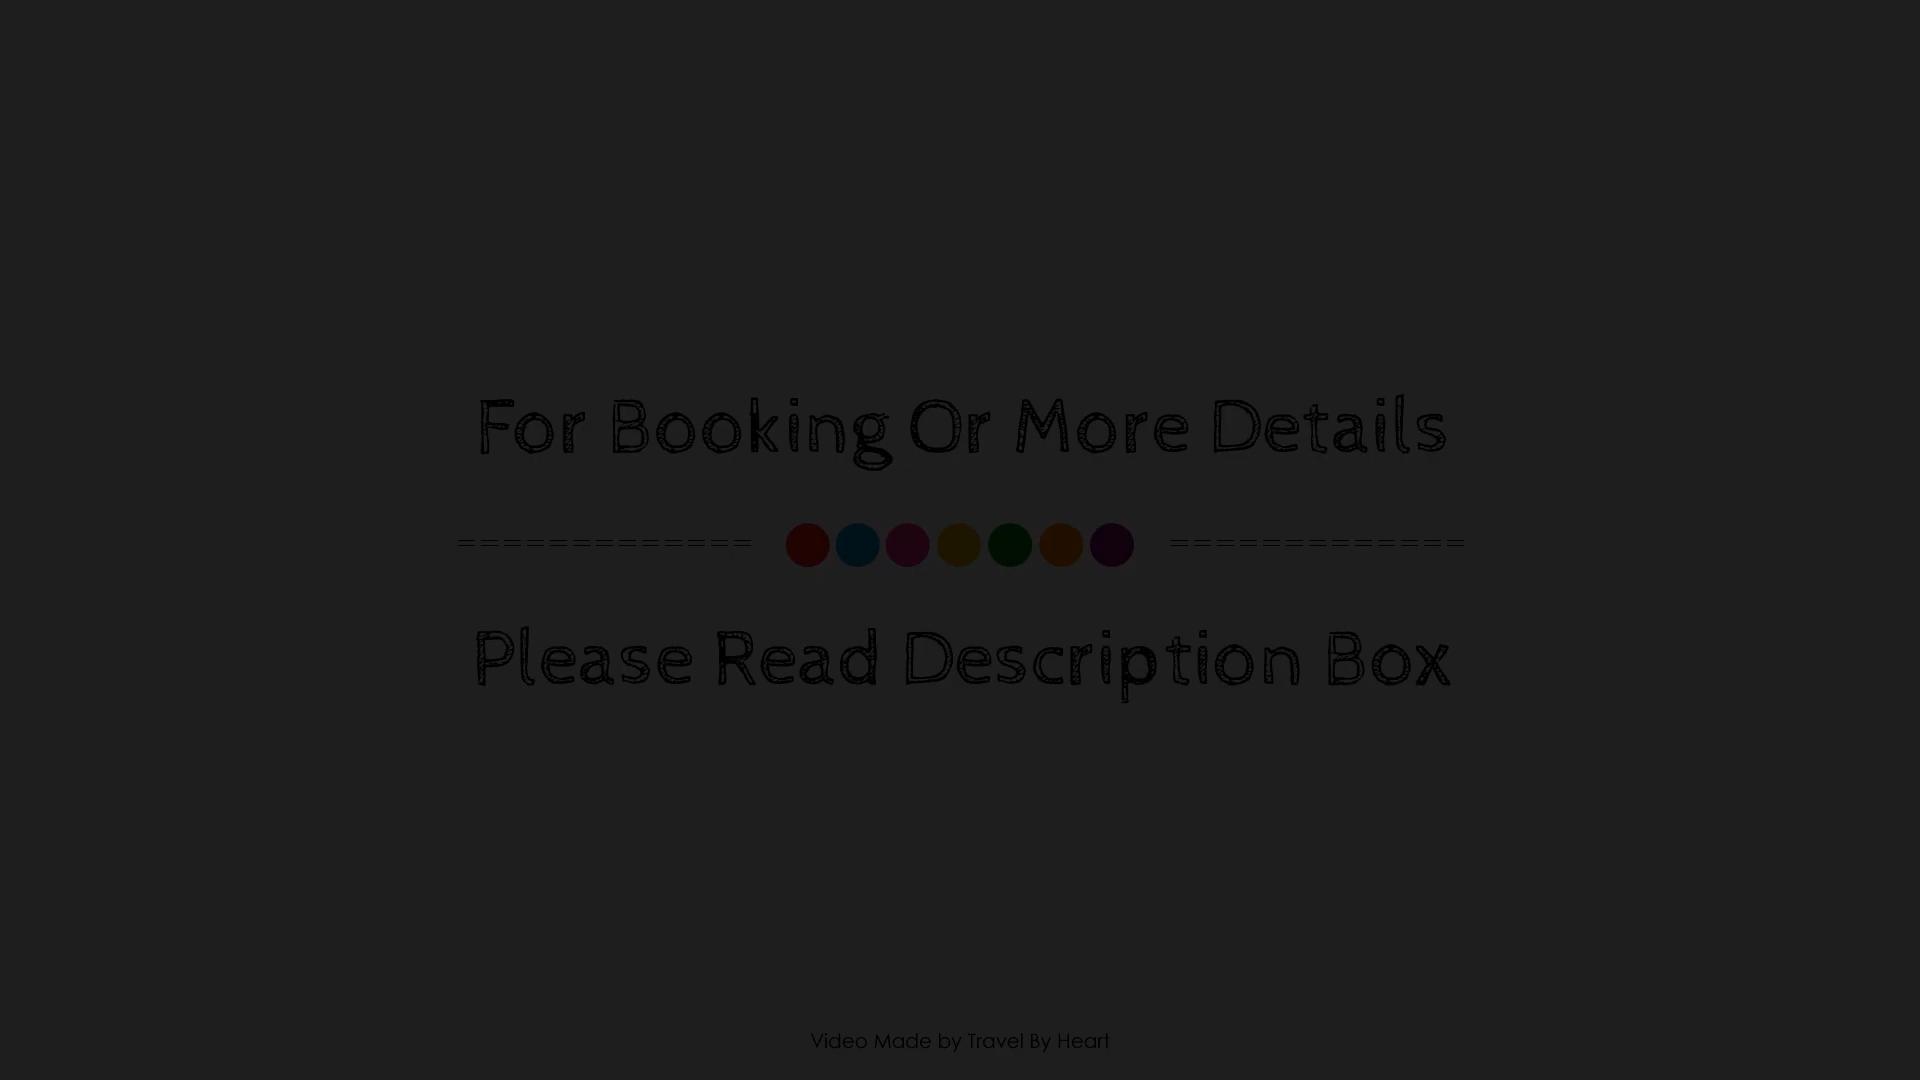 For Booking Or More Details
============= =============
Please Read Description Box
Video Made by Travel By Heart